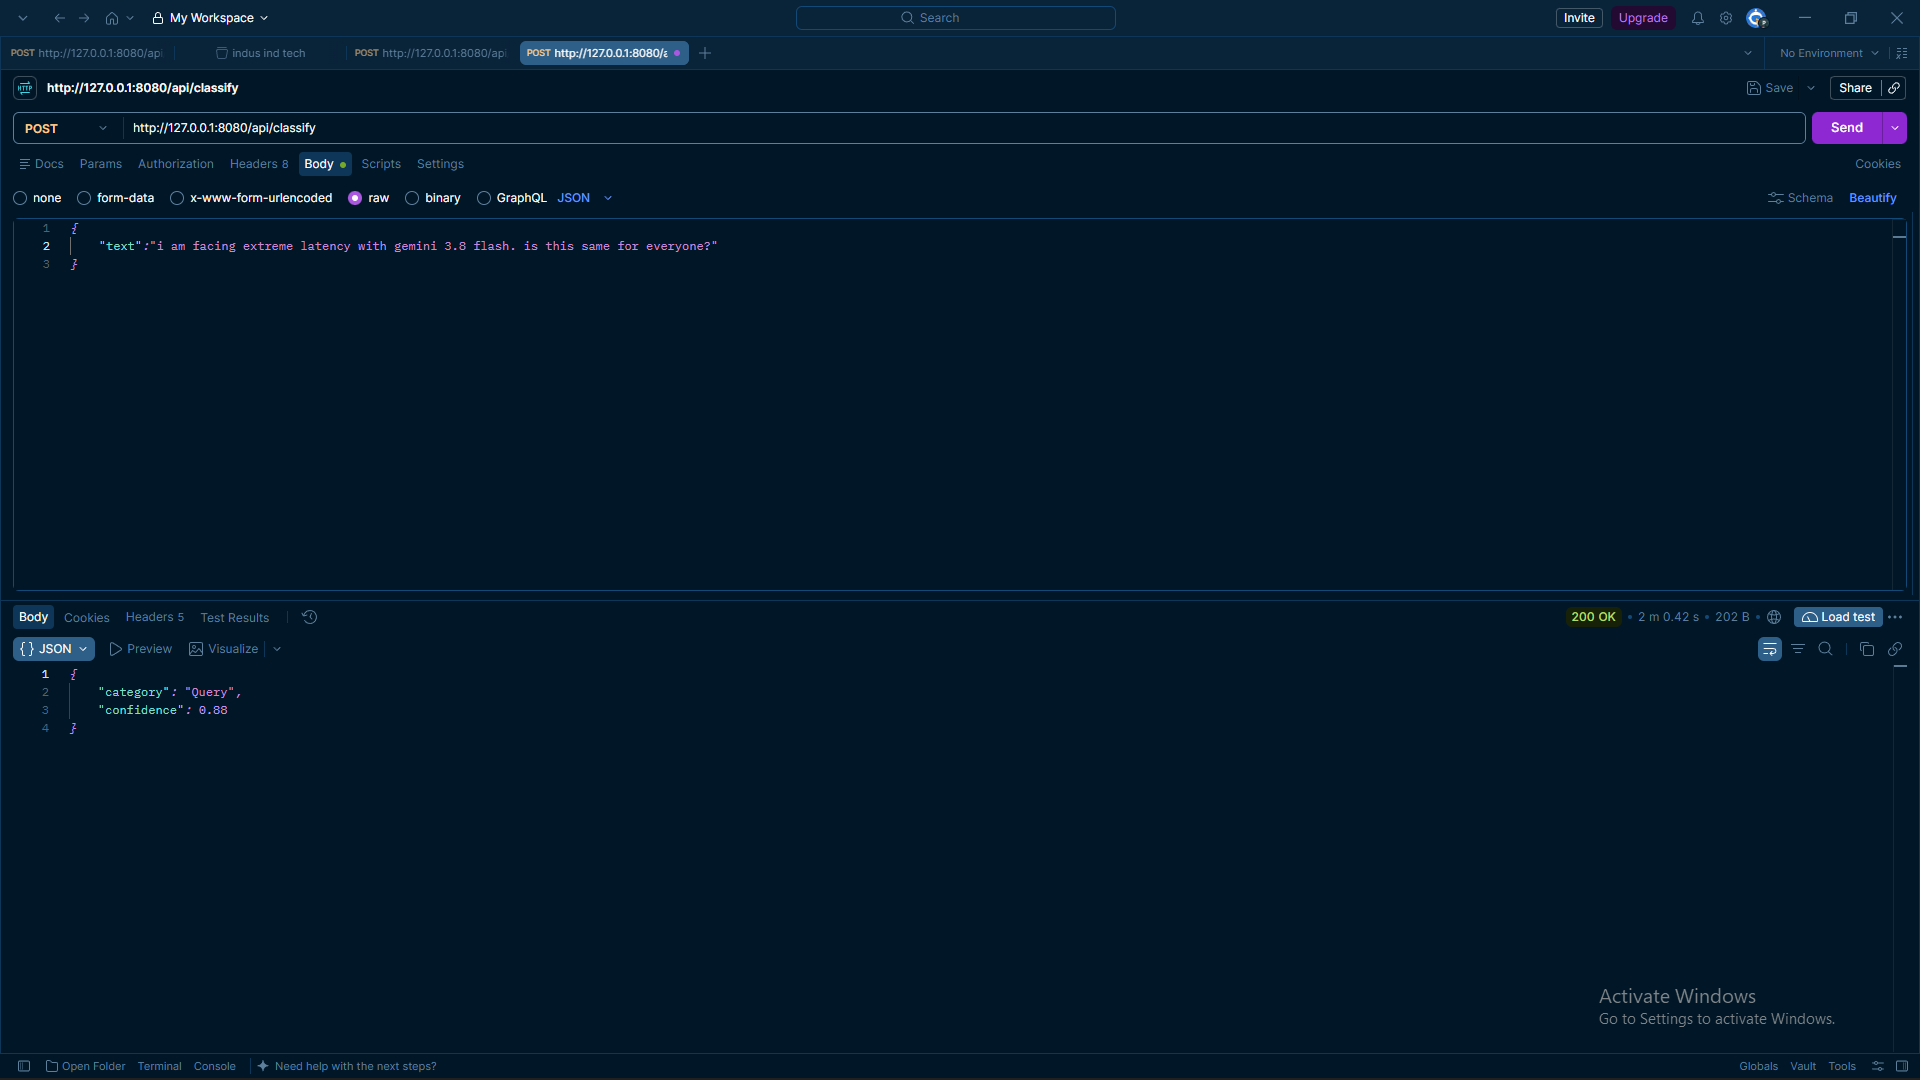 My Workspace
Search
Invite
Upgrade
POST http://127.0.0.1:8080/api
indus ind tech
POST http://127.0.0.1:8080/api
POST http://127.0.0.1:8080/a
No Environment
HTTP
http://127.0.0.1:8080/api/classify
Save
Share
POST
http://127.0.0.1:8080/api/classify
Send
Docs
Params
Authorization
Headers 8
Body
Scripts
Settings
Cookies
none
form-data
x-www-form-urlencoded
raw
binary
GraphQL
JSON
Schema
Beautify
1 {
2 "text":"i am facing extreme latency with gemini 3.8 flash. is this same for everyone?"
3 }
Body
Cookies
Headers 5
Test Results
200 OK • 2 m 0.42 s • 202 B •
Load test
{} JSON
Preview
Visualize
1 {
2 "category": "Query",
3 "confidence": 0.88
4 }
Activate Windows
Go to Settings to activate Windows.
Open Folder
Terminal
Console
Need help with the next steps?
Globals
Vault
Tools